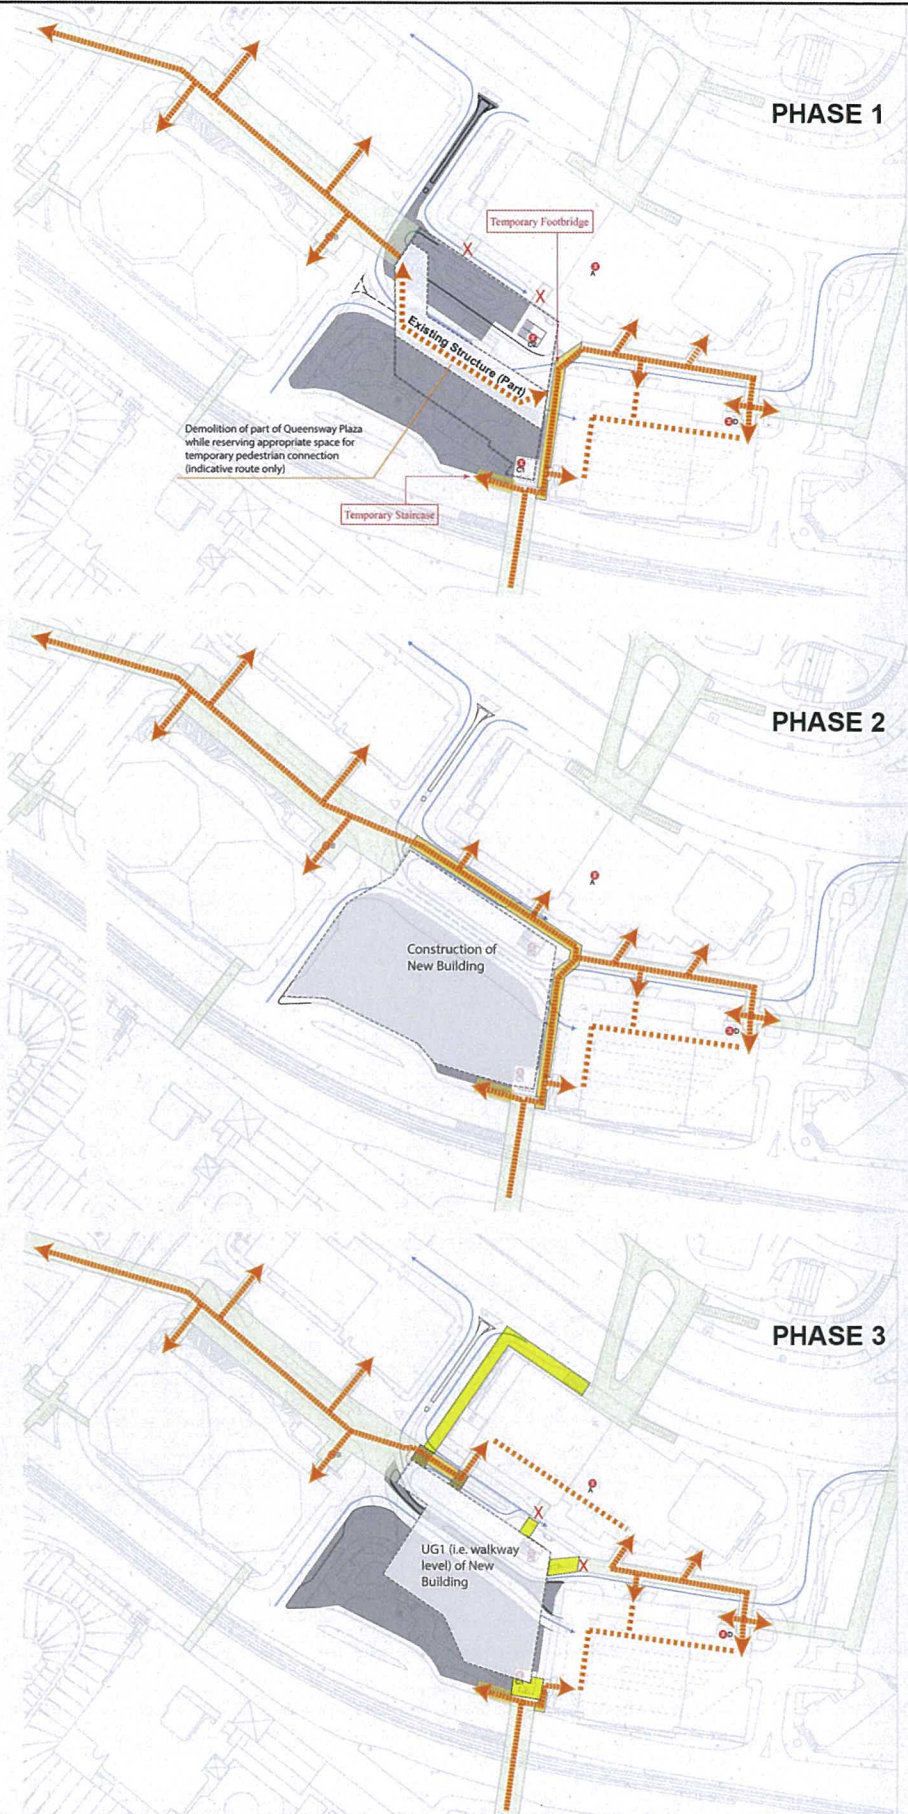 PHASE 1
Temporary Footbridge
A
Existing Structure (Part)
D
Demolition of part of Queensway Plaza
while reserving appropriate space for
temporary pedestrian connection
(indicative route only)
C1
Temporary Staircase
PHASE 2
A
Construction of
New Building
D
PHASE 3
A
UG1 (i.e. walkway
level) of New
Building
D